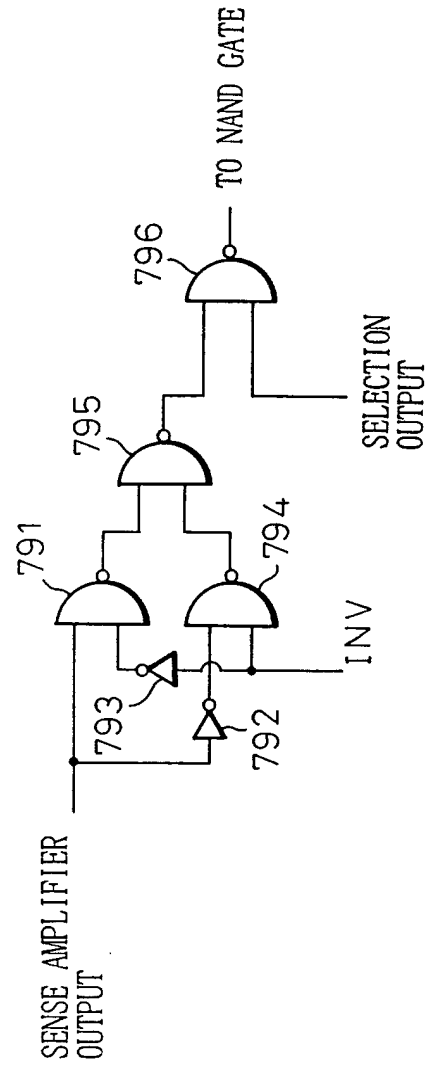 SENSE AMPLIFIER
OUTPUT
791
793
792
INV
794
795
796
SELECTION
OUTPUT
TO NAND GATE